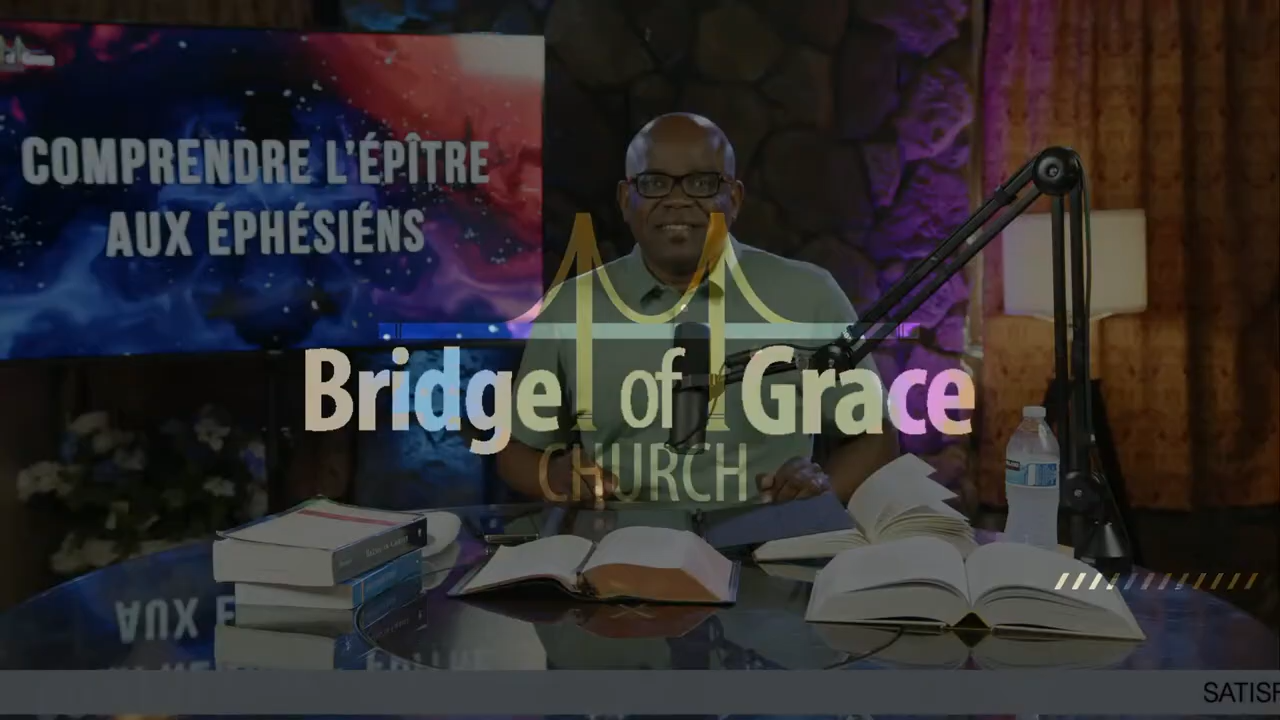 COMPRENDRE L'ÉPÎTRE
AUX ÉPHÉSIÉNS
Bridge of Grace
CHURCH
SATISF